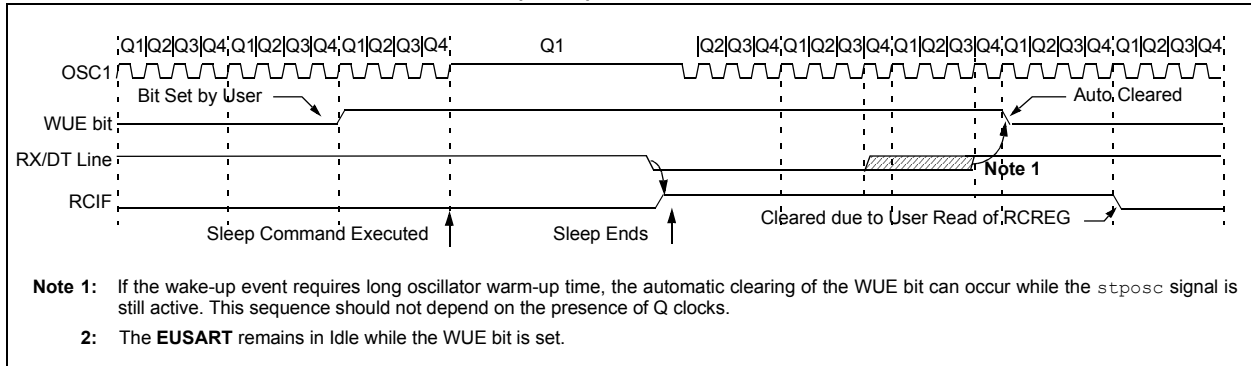 Q1|Q2|Q3|Q4 Q1|Q2|Q3|Q4 Q1|Q2|Q3|Q4 Q1 |Q2|Q3|Q4 Q1|Q2|Q3|Q4 Q1|Q2|Q3|Q4 Q1|Q2|Q3|Q4 Q1|Q2|Q3|Q4
OSC1
Bit Set by User Auto Cleared
WUE bit
RX/DT Line
Note 1
RCIF
Cleared due to User Read of RCREG
Sleep Command Executed Sleep Ends
Note 1: If the wake-up event requires long oscillator warm-up time, the automatic clearing of the WUE bit can occur while the stposc signal is
still active. This sequence should not depend on the presence of Q clocks.
2: The EUSART remains in Idle while the WUE bit is set.